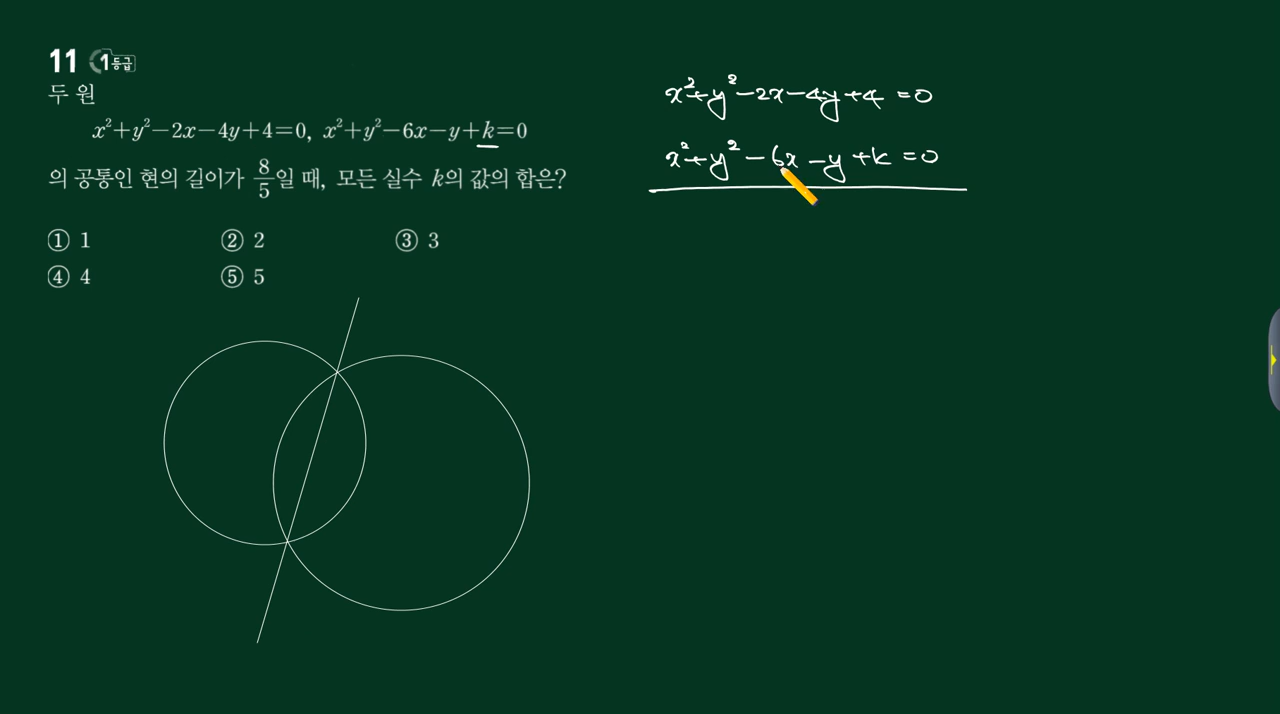 11 1등급
두 원
x²+y²−2x−4y+4=0, x²+y²−6x−y+k=0
의 공통인 현의 길이가 8/5일 때, 모든 실수 k의 값의 합은?
① 1 ② 2 ③ 3
④ 4 ⑤ 5
x²+y²−2x−4y+4=0
x²+y²−6x−y+k=0